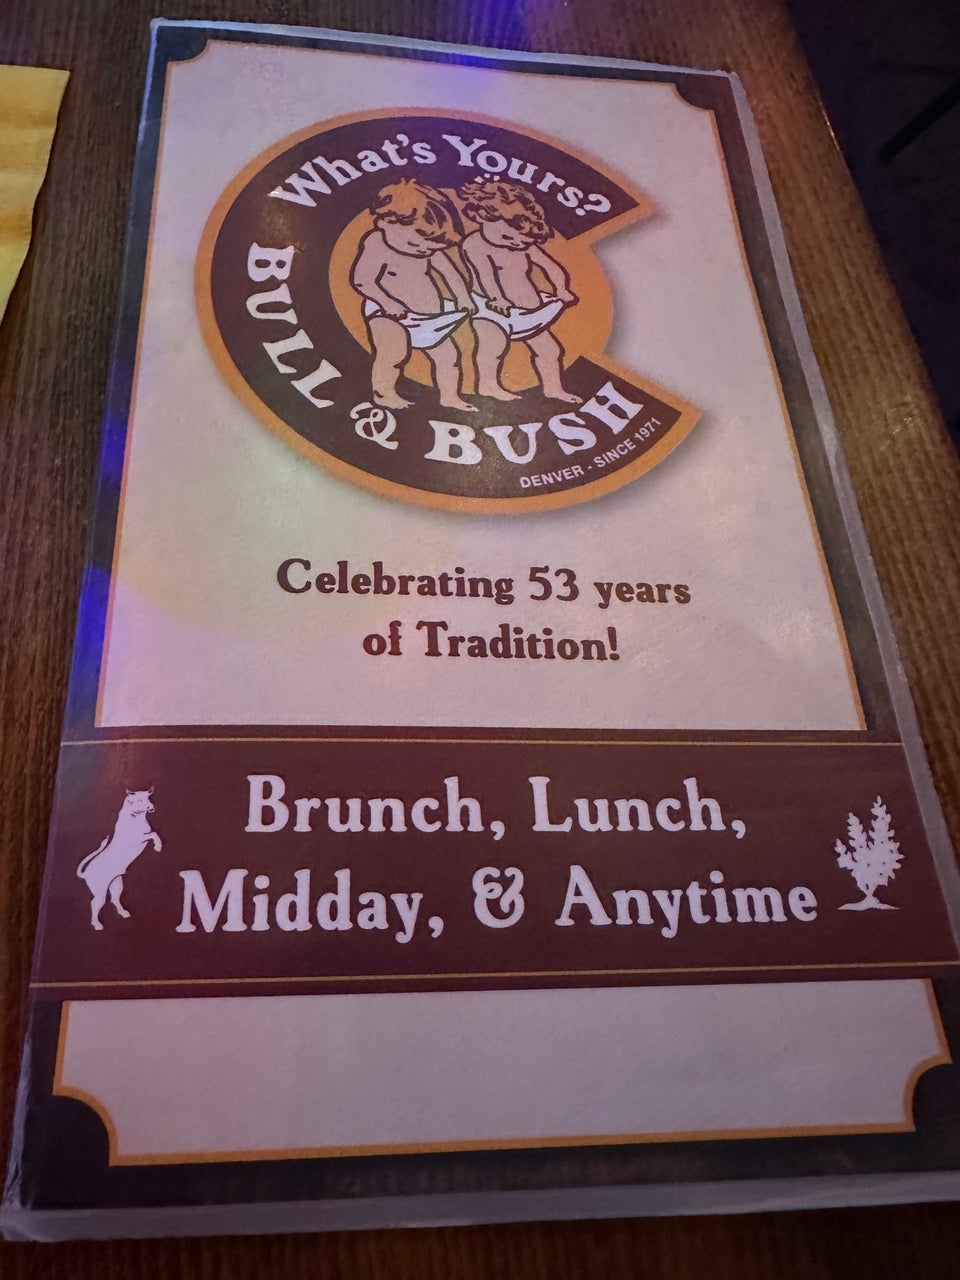 What's Yours?
BULL & BUSH
DENVER - SINCE 1971
Celebrating 53 years
of Tradition!
Brunch, Lunch,
Midday, & Anytime